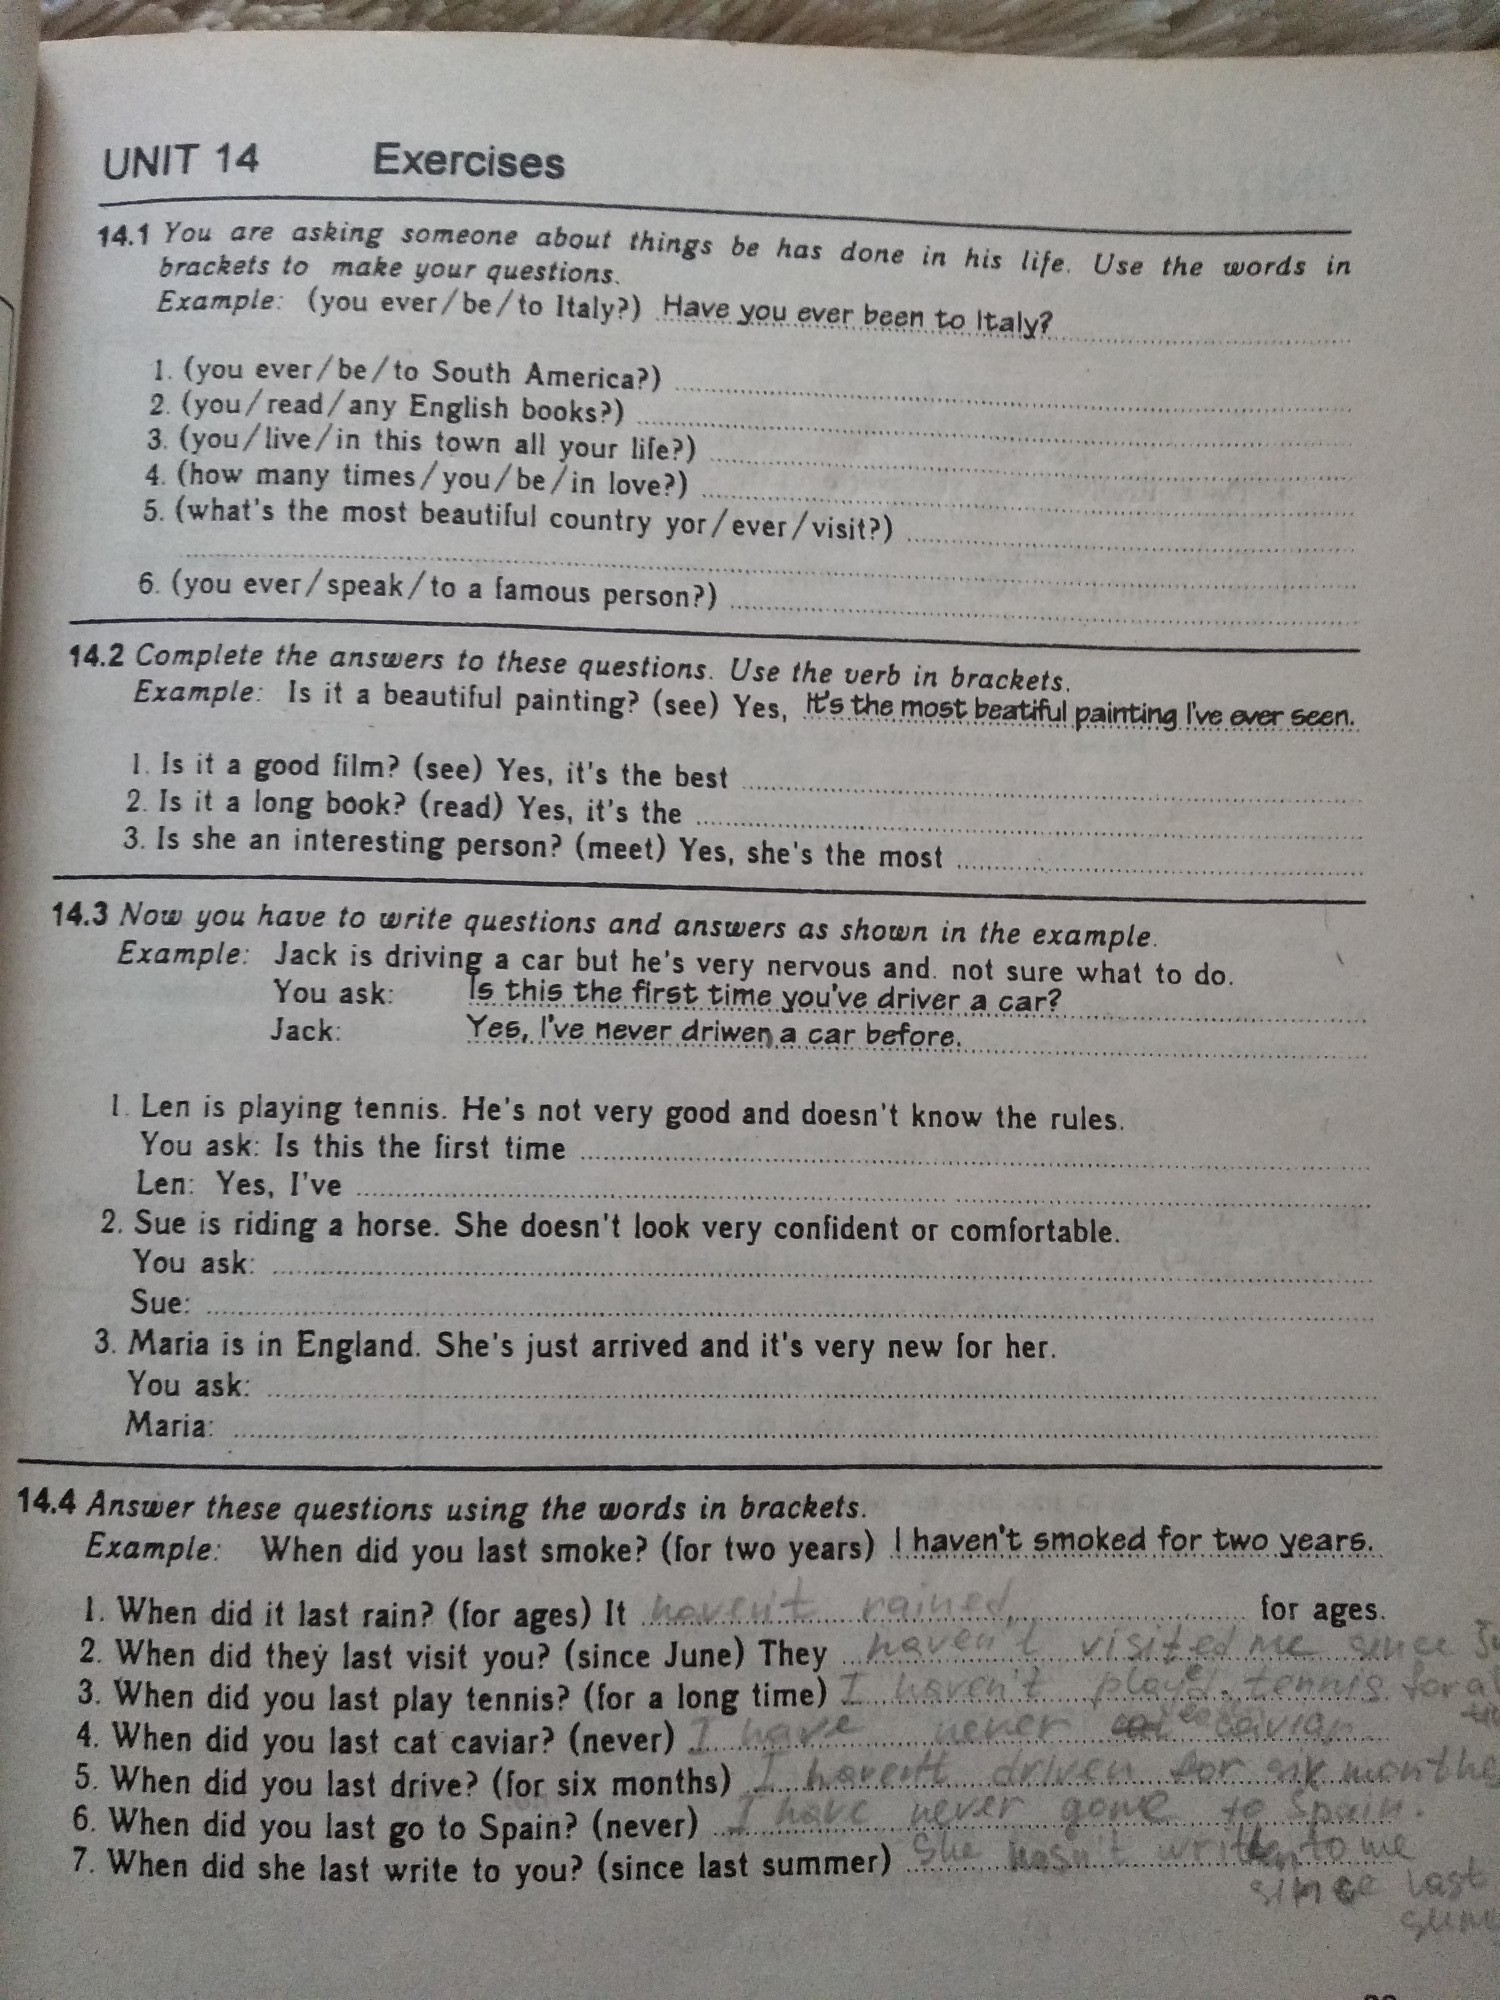 UNIT 14 Exercises
14.1 You are asking someone about things be has done in his life. Use the words in
brackets to make your questions.
Example: (you ever/be/to Italy?) Have you ever been to Italy?
1. (you ever/be/to South America?)
2. (you/read/any English books?)
3. (you/live/in this town all your life?)
4. (how many times/you/be/in love?)
5. (what's the most beautiful country yor/ever/visit?)
6. (you ever/speak/to a famous person?)
14.2 Complete the answers to these questions. Use the verb in brackets.
Example: Is it a beautiful painting? (see) Yes, It's the most beatiful painting I've ever seen.
1. Is it a good film? (see) Yes, it's the best
2. Is it a long book? (read) Yes, it's the
3. Is she an interesting person? (meet) Yes, she's the most
14.3 Now you have to write questions and answers as shown in the example.
Example: Jack is driving a car but he's very nervous and. not sure what to do.
You ask: Is this the first time you've driver a car?
Jack: Yes, I've never driwen a car before.
1. Len is playing tennis. He's not very good and doesn't know the rules.
You ask: Is this the first time
Len: Yes, I've
2. Sue is riding a horse. She doesn't look very confident or comfortable.
You ask:
Sue:
3. Maria is in England. She's just arrived and it's very new for her.
You ask:
Maria:
14.4 Answer these questions using the words in brackets.
Example: When did you last smoke? (for two years) I haven't smoked for two years.
1. When did it last rain? (for ages) It haven't rained for ages.
2. When did they last visit you? (since June) They haven't visited me since
3. When did you last play tennis? (for a long time) I haven't played tennis for a
4. When did you last cat caviar? (never) I have never caviar
5. When did you last drive? (for six months) I haven't driven for six months
6. When did you last go to Spain? (never) I have never gone to Spain.
7. When did she last write to you? (since last summer) She hasn't written to me
since last